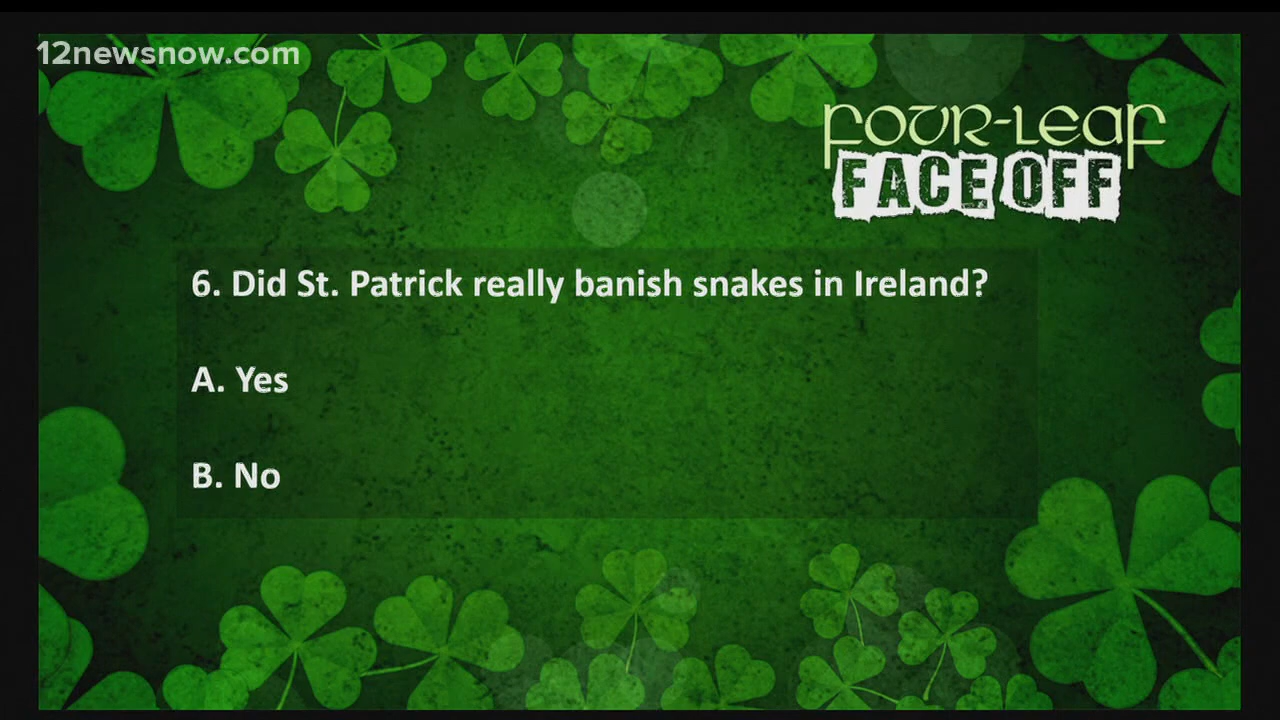 12newsnow.com
FOUR-LEAF
FACE OFF
6. Did St. Patrick really banish snakes in Ireland?
A. Yes
B. No